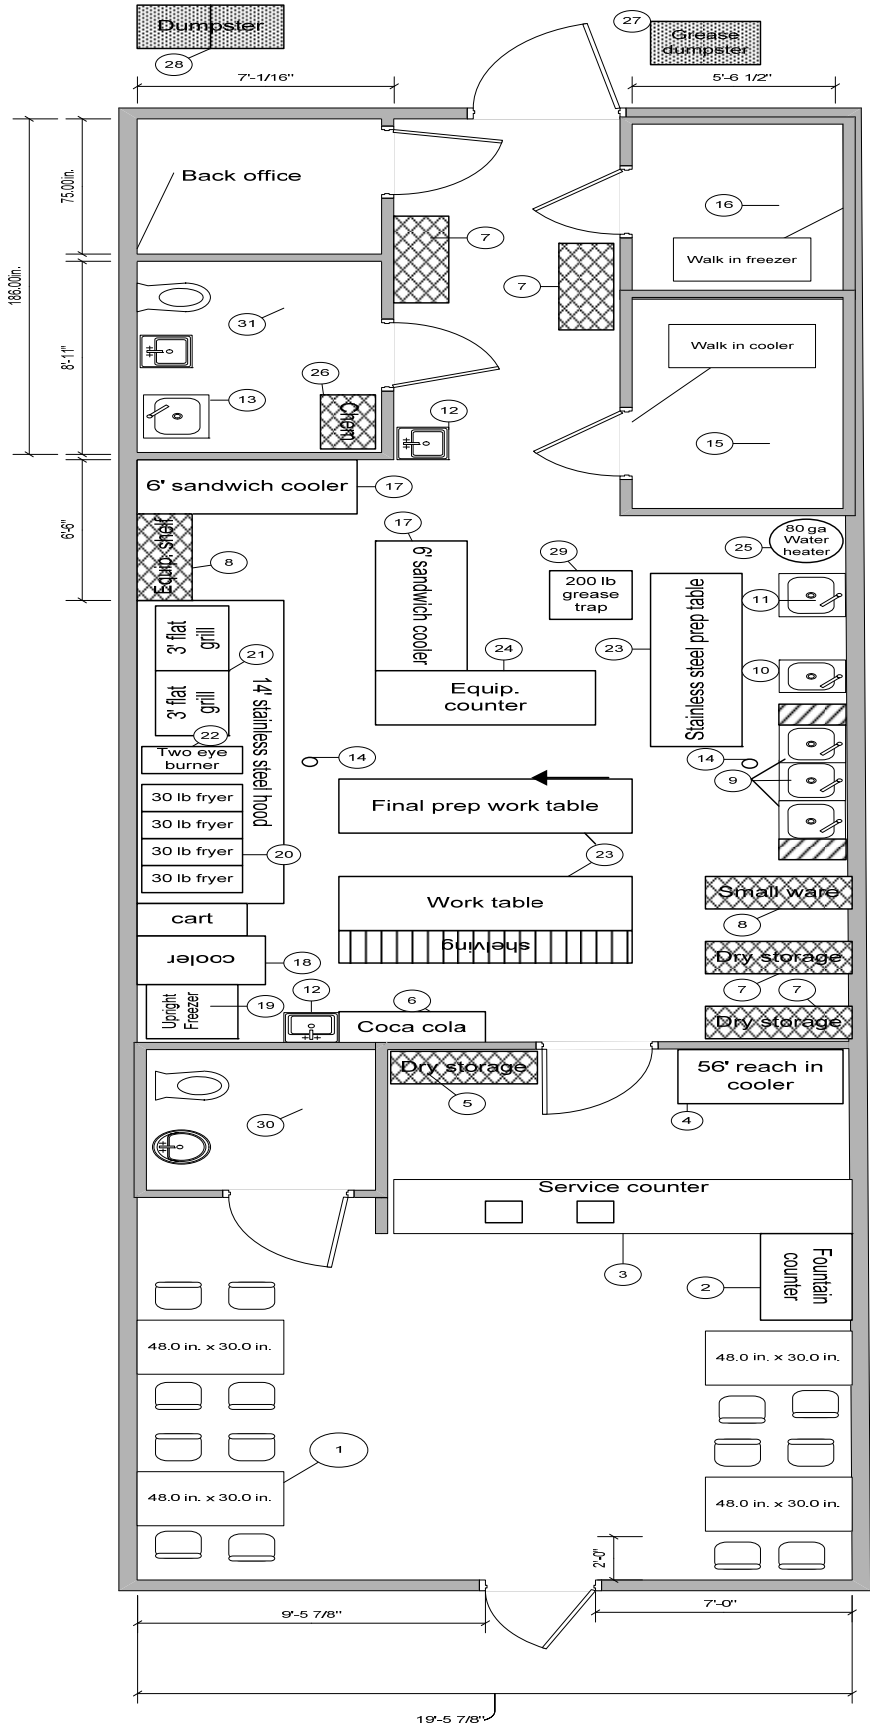 Dumpster
27
Grease
dumpster
28
7'-1/16"
5'-6 1/2"
75.00in.
186.00in.
Back office
16
7
Walk in freezer
7
31
8'-11"
Walk in cooler
26
13
Chem
12
15
6' sandwich cooler
17
17
6'-6"
Equip. shelf
8
6' sandwich cooler
29
200 lb
grease
trap
80 ga
Water
heater
25
11
Stainless steel prep table
23
24
10
3' flat
grill
21
3' flat
grill
14' stainless steel hood
Equip.
counter
22
Two eye
burner
14
14
9
30 lb fryer
30 lb fryer
30 lb fryer
30 lb fryer
20
Final prep work table
23
Work table
shelving
Small ware
8
cart
cooler
18
Dry storage
7
7
Upright
Freezer
19
12
6
Coca cola
Dry storage
Dry storage
5
56' reach in
cooler
4
30
Service counter
3
2
Fountain
counter
48.0 in. x 30.0 in.
48.0 in. x 30.0 in.
1
48.0 in. x 30.0 in.
48.0 in. x 30.0 in.
2'-0"
9'-5 7/8"
7'-0"
19'-5 7/8"